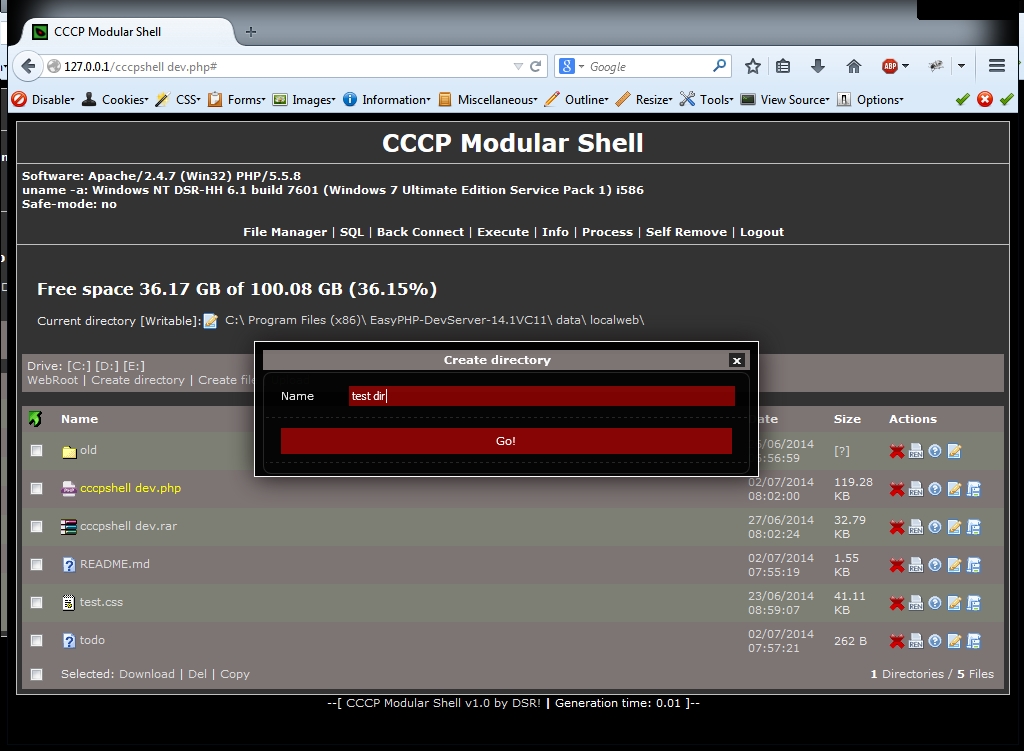 CCCP Modular Shell
127.0.0.1/cccpshell dev.php#
Google
ABP
Disable Cookies CSS Forms Images Information Miscellaneous Outline Resize Tools View Source Options
CCCP Modular Shell
Software: Apache/2.4.7 (Win32) PHP/5.5.8
uname -a: Windows NT DSR-HH 6.1 build 7601 (Windows 7 Ultimate Edition Service Pack 1) i586
Safe-mode: no
File Manager | SQL | Back Connect | Execute | Info | Process | Self Remove | Logout
Free space 36.17 GB of 100.08 GB (36.15%)
Current directory [Writable]: C:\ Program Files (x86)\ EasyPHP-DevServer-14.1VC11\ data\ localweb\
Drive: [C:] [D:] [E:]
WebRoot | Create directory | Create file
Create directory
Name test dir
Go!
Name ate Size Actions
old /06/2014 [?]
:56:59
cccpshell dev.php 02/07/2014 119.28
08:02:00 KB
cccpshell dev.rar 27/06/2014 32.79
08:02:24 KB
README.md 02/07/2014 1.55
07:55:19 KB
test.css 23/06/2014 41.11
08:59:07 KB
todo 02/07/2014 262 B
07:57:21
Selected: Download | Del | Copy 1 Directories / 5 Files
--[ CCCP Modular Shell v1.0 by DSR! | Generation time: 0.01 ]--